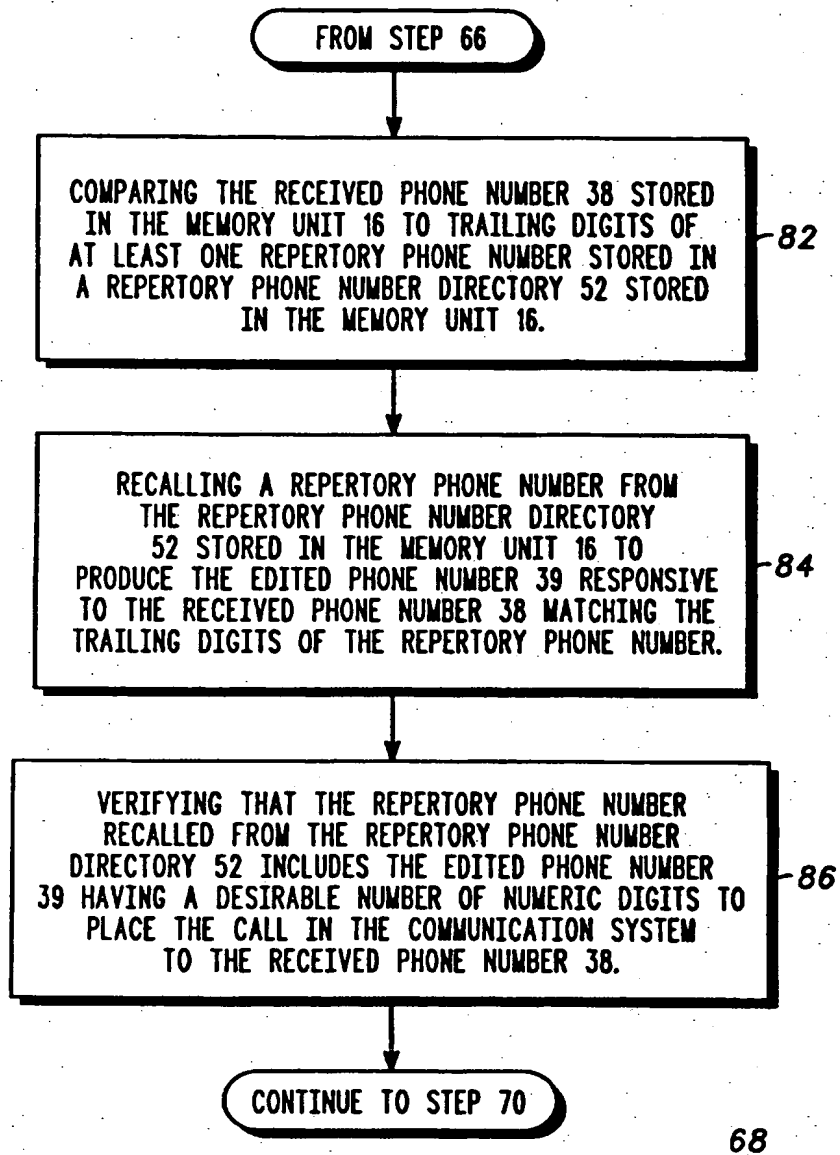 FROM STEP 66
COMPARING THE RECEIVED PHONE NUMBER 38 STORED
IN THE MEMORY UNIT 16 TO TRAILING DIGITS OF
AT LEAST ONE REPERTORY PHONE NUMBER STORED IN
A REPERTORY PHONE NUMBER DIRECTORY 52 STORED
IN THE MEMORY UNIT 16.
82
RECALLING A REPERTORY PHONE NUMBER FROM
THE REPERTORY PHONE NUMBER DIRECTORY
52 STORED IN THE MEMORY UNIT 16 TO
PRODUCE THE EDITED PHONE NUMBER 39 RESPONSIVE
TO THE RECEIVED PHONE NUMBER 38 MATCHING THE
TRAILING DIGITS OF THE REPERTORY PHONE NUMBER.
84
VERIFYING THAT THE REPERTORY PHONE NUMBER
RECALLED FROM THE REPERTORY PHONE NUMBER
DIRECTORY 52 INCLUDES THE EDITED PHONE NUMBER
39 HAVING A DESIRABLE NUMBER OF NUMERIC DIGITS TO
PLACE THE CALL IN THE COMMUNICATION SYSTEM
TO THE RECEIVED PHONE NUMBER 38.
86
CONTINUE TO STEP 70
68